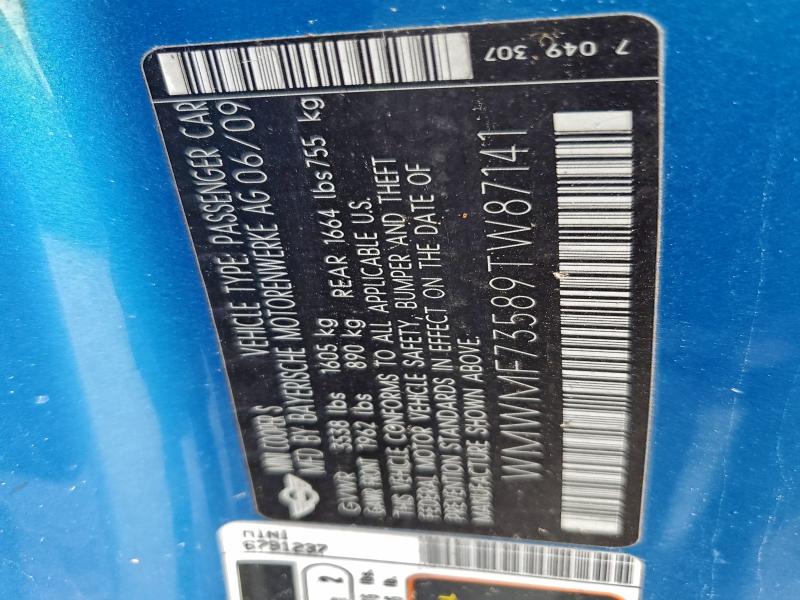 7 049 307
MINI COOPER S VEHICLE TYPE: PASSENGER CAR
MFD BY BAYERISCHE MOTORENWERKE AG 06/09
GVWR 3538 lbs 1605 kg
GAWR FRONT 1962 lbs 890 kg REAR 1664 lbs 755 kg
THIS VEHICLE CONFORMS TO ALL APPLICABLE U.S.
FEDERAL MOTOR VEHICLE SAFETY, BUMPER AND THEFT
PREVENTION STANDARDS IN EFFECT ON THE DATE OF
MANUFACTURE SHOWN ABOVE.
WMWMF73589TW87141
MINI
6791237
2